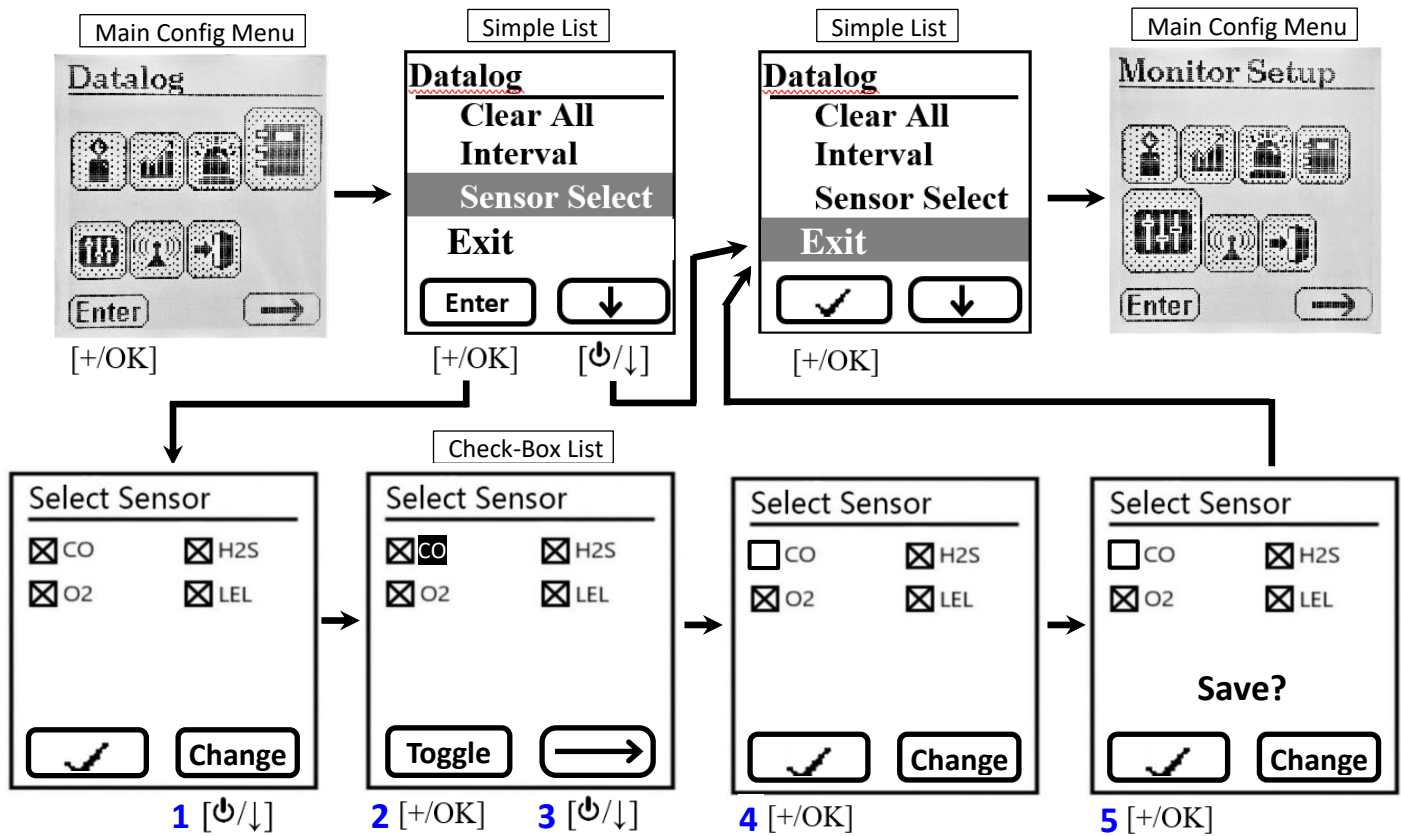 Main Config Menu
Simple List
Simple List
Main Config Menu
Datalog
Enter
[+/OK]
Datalog
Clear All
Interval
Sensor Select
Exit
Enter
↓
[+/OK] [⏻/↓]
Datalog
Clear All
Interval
Sensor Select
Exit
✓ ↓
[+/OK]
Monitor Setup
Enter
Check-Box List
Select Sensor
☒ CO ☒ H2S
☒ O2 ☒ LEL
✓ Change
1 [⏻/↓]
Select Sensor
☒ CO ☒ H2S
☒ O2 ☒ LEL
Toggle →
2 [+/OK] 3 [⏻/↓]
Select Sensor
☐ CO ☒ H2S
☒ O2 ☒ LEL
✓ Change
4 [+/OK]
Select Sensor
☐ CO ☒ H2S
☒ O2 ☒ LEL
Save?
✓ Change
5 [+/OK]